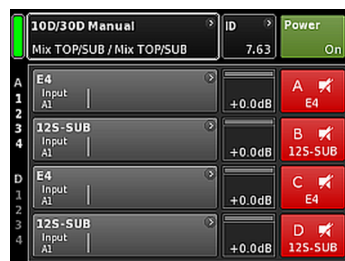 10D/30D Manual
Mix TOP/SUB / Mix TOP/SUB
ID
7.63
Power
On
A
1
2
3
4
D
1
2
3
4
E4
Input
A1
+0.0dB
A
E4
12S-SUB
Input
A1
+0.0dB
B
12S-SUB
E4
Input
A1
+0.0dB
C
E4
12S-SUB
Input
A1
+0.0dB
D
12S-SUB